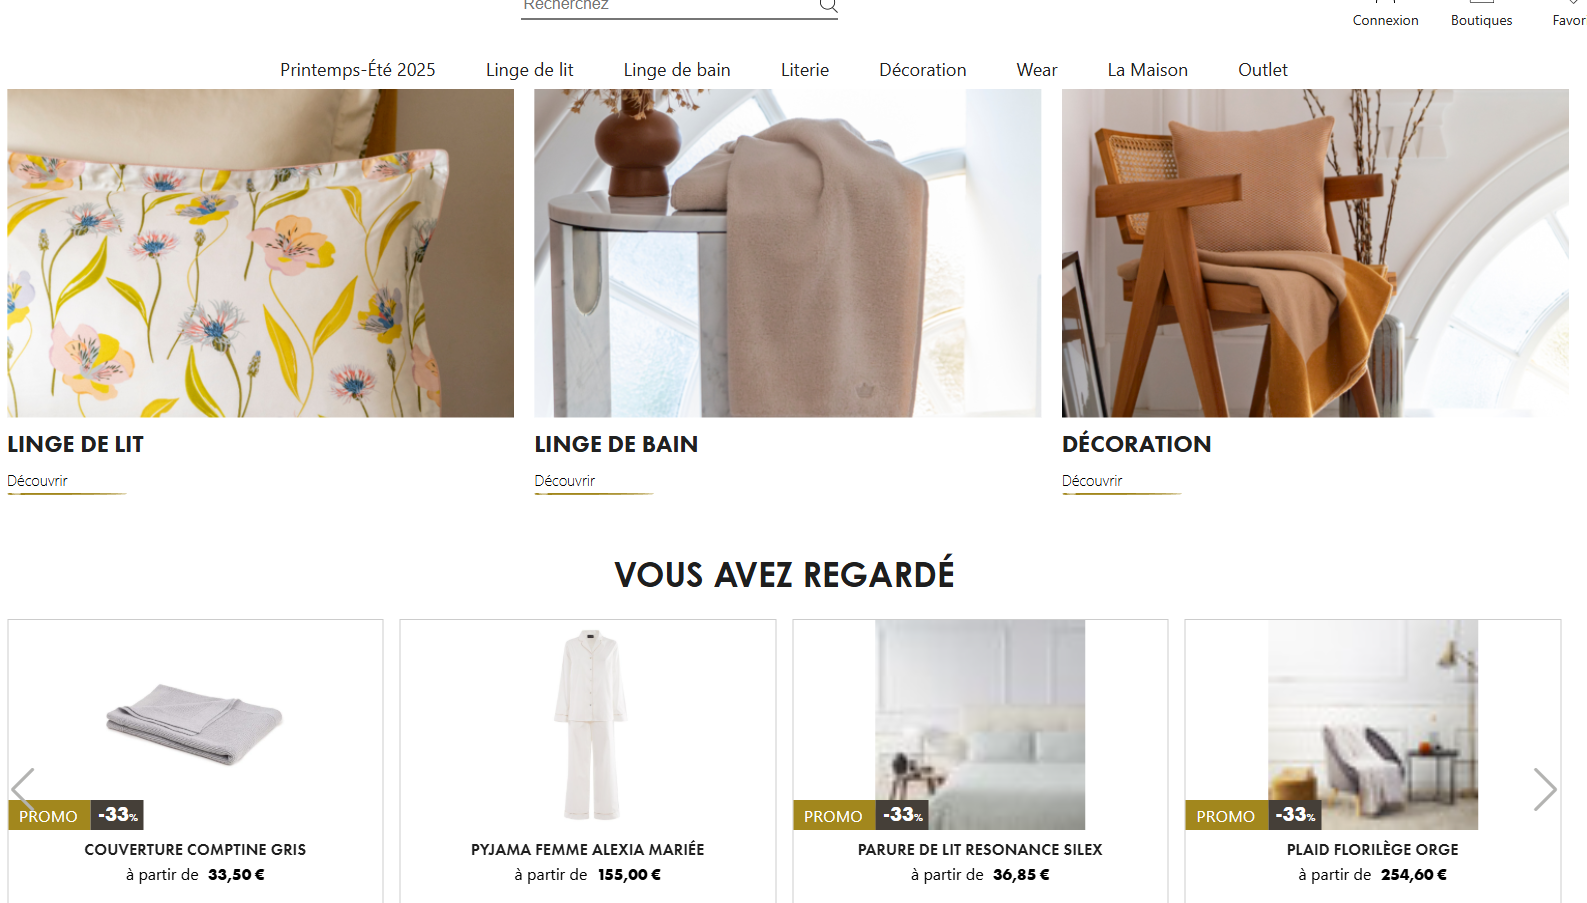 Recherchez
Connexion
Boutiques
Favor
Printemps-Été 2025
Linge de lit
Linge de bain
Literie
Décoration
Wear
La Maison
Outlet
LINGE DE LIT
LINGE DE BAIN
DÉCORATION
Découvrir
Découvrir
Découvrir
VOUS AVEZ REGARDÉ
PROMO -33%
PROMO -33%
PROMO -33%
COUVERTURE COMPTINE GRIS
à partir de 33,50 €
PYJAMA FEMME ALEXIA MARIÉE
à partir de 155,00 €
PARURE DE LIT RESONANCE SILEX
à partir de 36,85 €
PLAID FLORILÈGE ORGE
à partir de 254,60 €